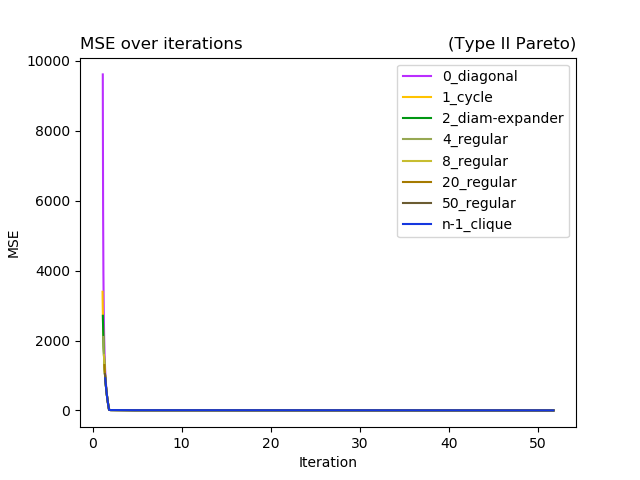 MSE over iterations (Type II Pareto)
10000
8000
6000
4000
2000
0
MSE
0_diagonal
1_cycle
2_diam-expander
4_regular
8_regular
20_regular
50_regular
n-1_clique
0 10 20 30 40 50
Iteration